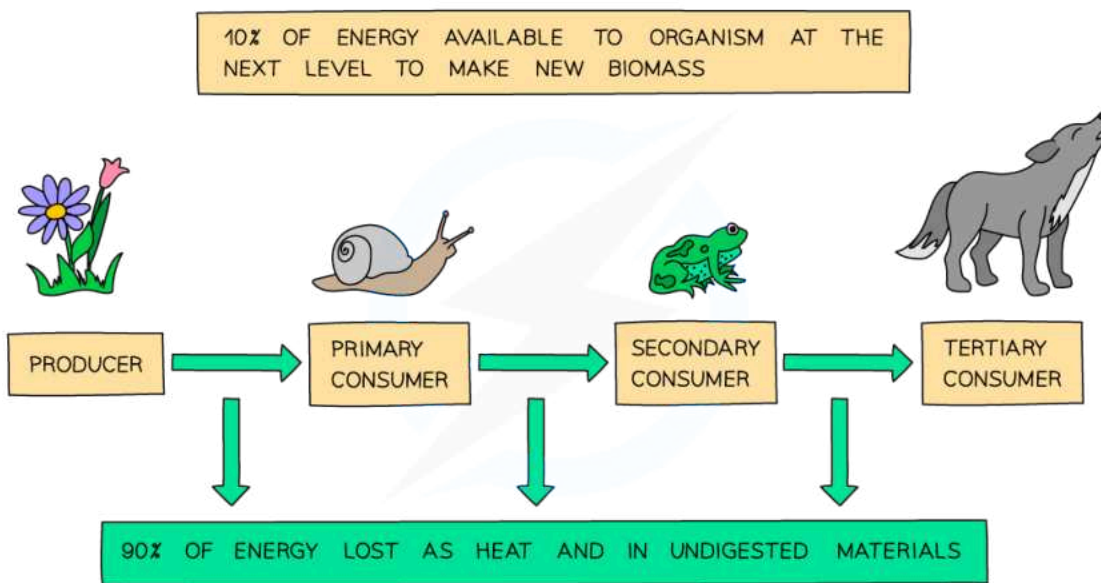 10% OF ENERGY AVAILABLE TO ORGANISM AT THE
NEXT LEVEL TO MAKE NEW BIOMASS
PRODUCER
PRIMARY
CONSUMER
SECONDARY
CONSUMER
TERTIARY
CONSUMER
90% OF ENERGY LOST AS HEAT AND IN UNDIGESTED MATERIALS